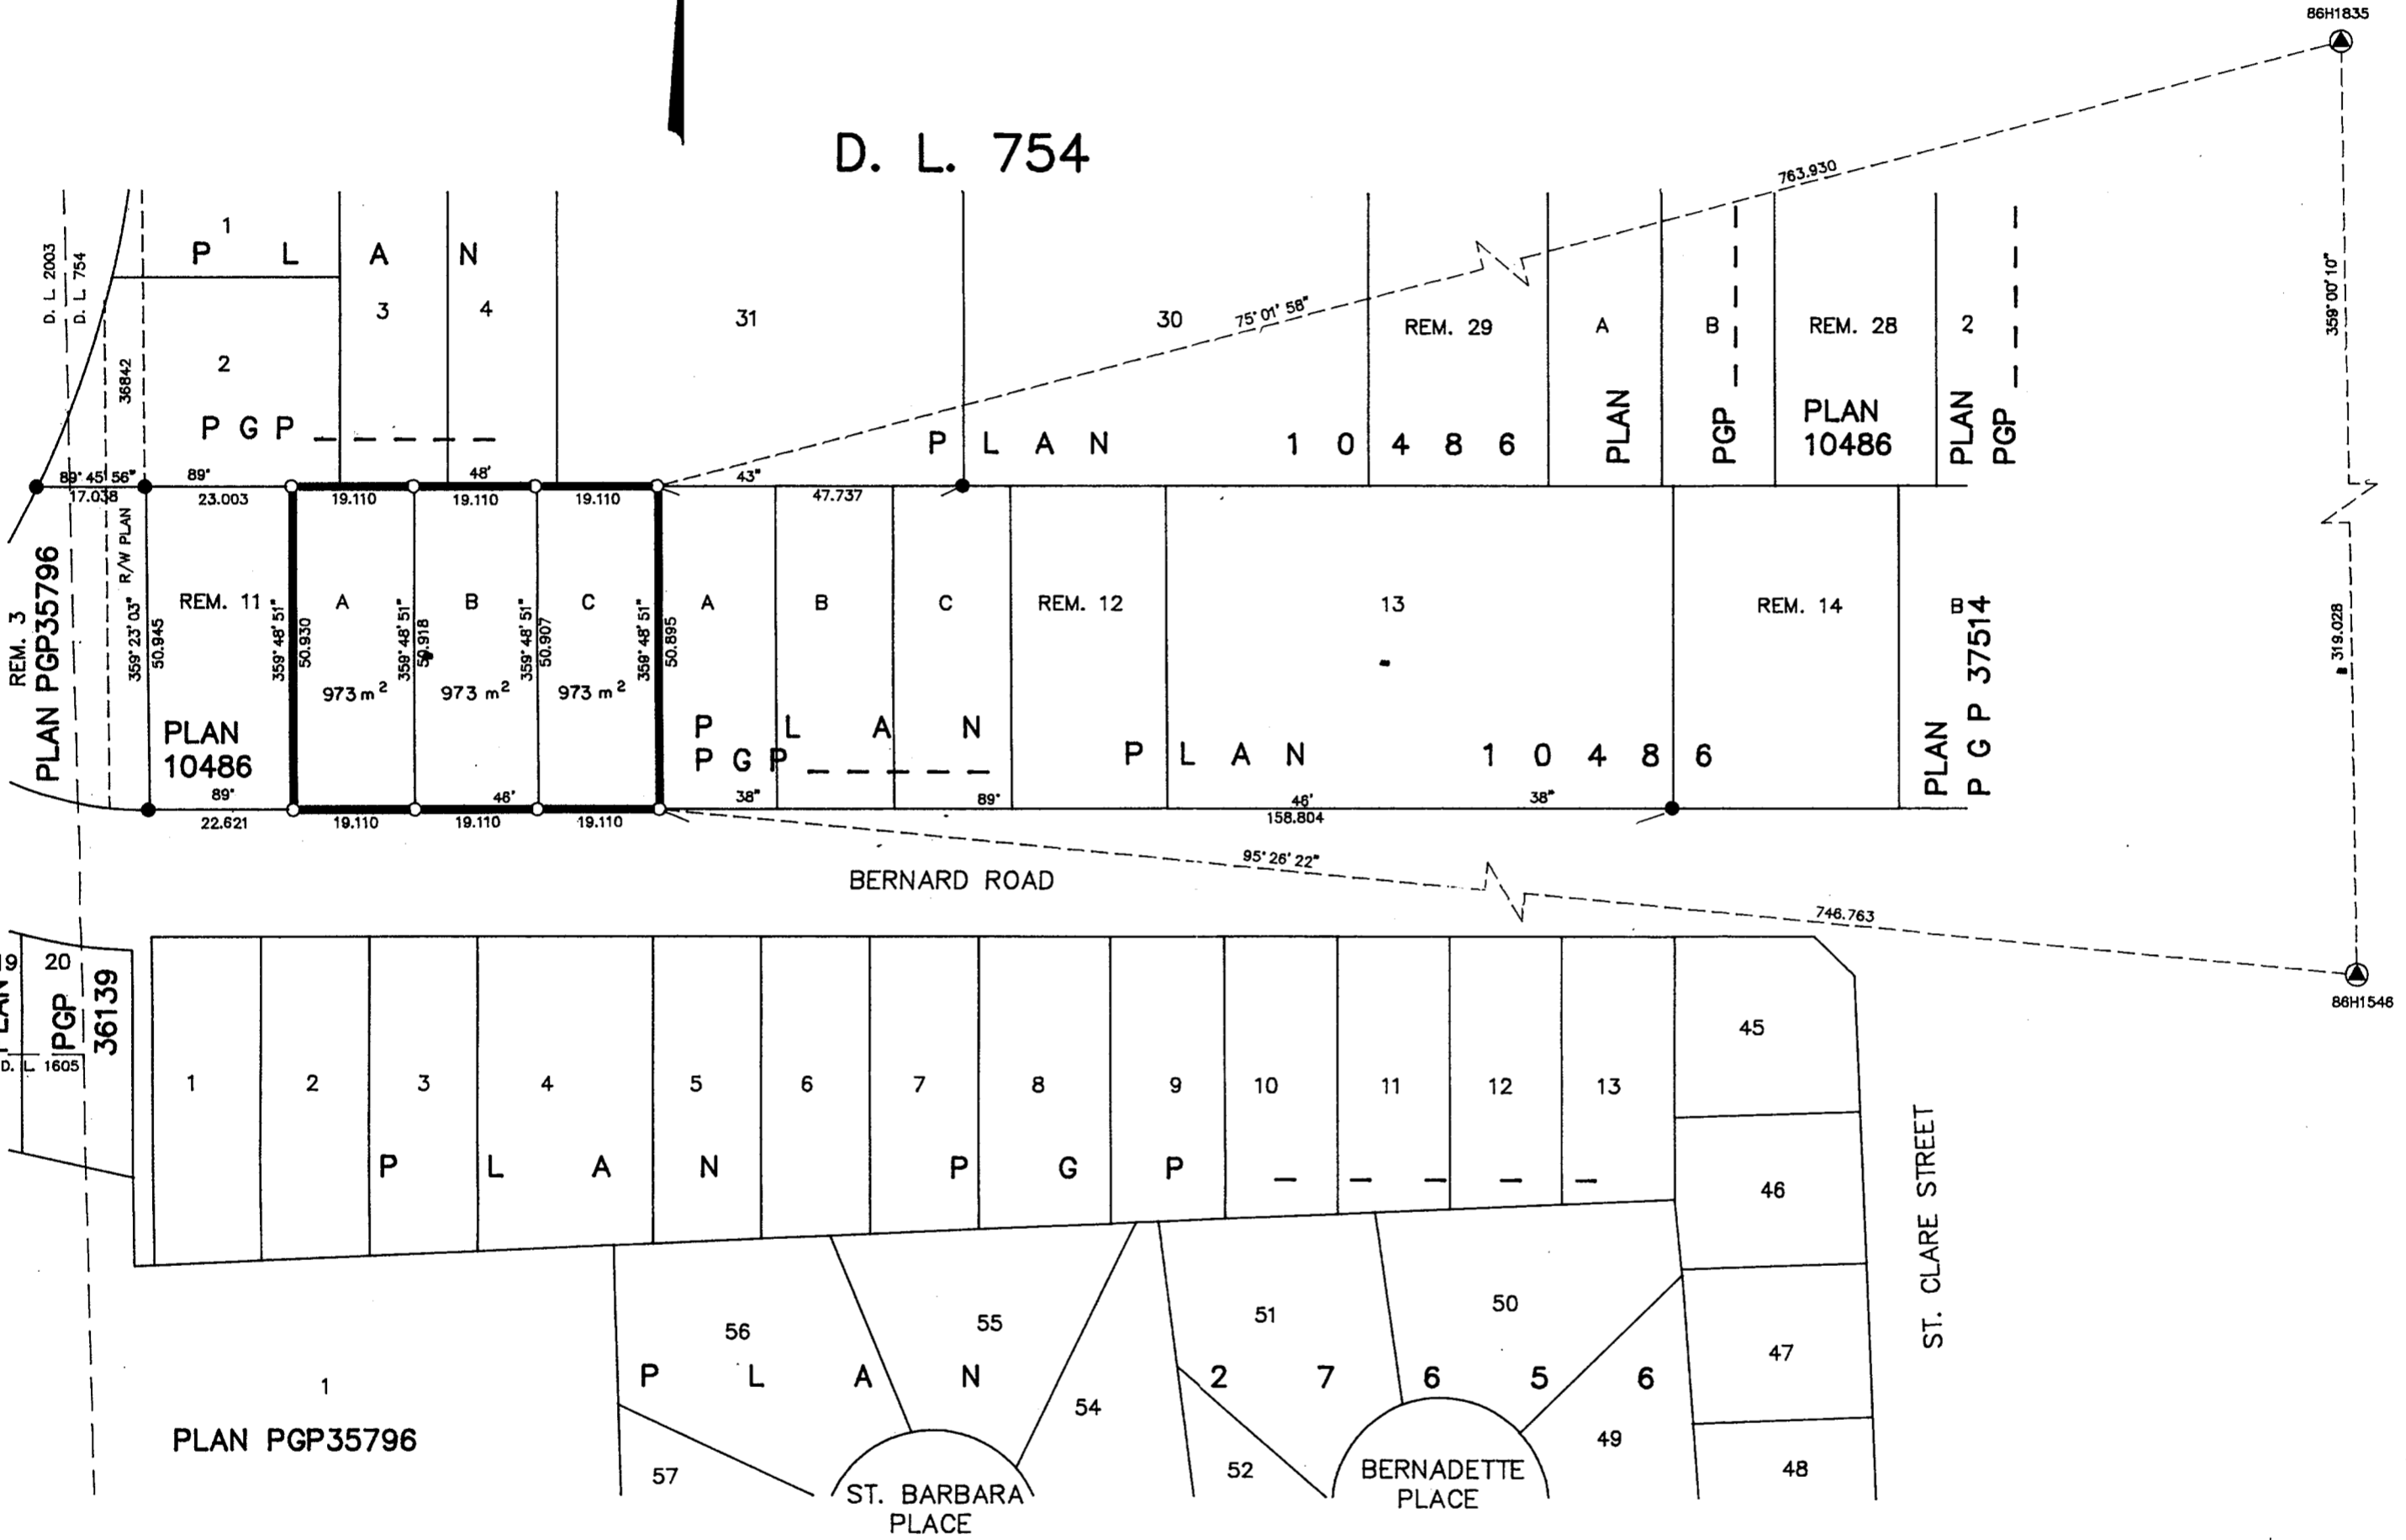 86H1835
D. L. 754
763.930
D. L. 2003
D. L. 754
1
P L A N
3
4
31
30
75° 01' 58"
REM. 29
A
B
REM. 28
2
359° 00' 10"
2
36842
PGP _ _ _ _ _
P L A N 1 0 4 8 6
PLAN
PGP _ _ _ _ _
PLAN
10486
PLAN
PGP _ _ _ _ _
89° 45' 56"
89°
48'
43"
17.038
23.003
19.110
19.110
19.110
47.737
REM. 3
PLAN PGP35796
R/W PLAN
359° 23' 03"
50.945
REM. 11
359° 48' 51"
50.930
A
359° 48' 51"
50.918
B
359° 48' 51"
50.907
C
359° 48' 51"
50.895
A
B
C
REM. 12
13
REM. 14
B
319.028
973 m²
973 m²
973 m²
PLAN
10486
P L A N
PGP _ _ _ _ _
P L A N 1 0 4 8 6
PLAN
P G P 37514
89°
46'
38"
89°
46'
38"
22.621
19.110
19.110
19.110
158.804
95° 26' 22"
BERNARD ROAD
746.763
86H1546
19
20
PGP
36139
D. L. 1605
45
1
2
3
4
5
6
7
8
9
10
11
12
13
P L A N P G P _ _ _ _ _
46
ST. CLARE STREET
56
55
51
50
47
P L A N 2 7 6 5 6
1
54
49
PLAN PGP35796
57
52
48
ST. BARBARA
PLACE
BERNADETTE
PLACE